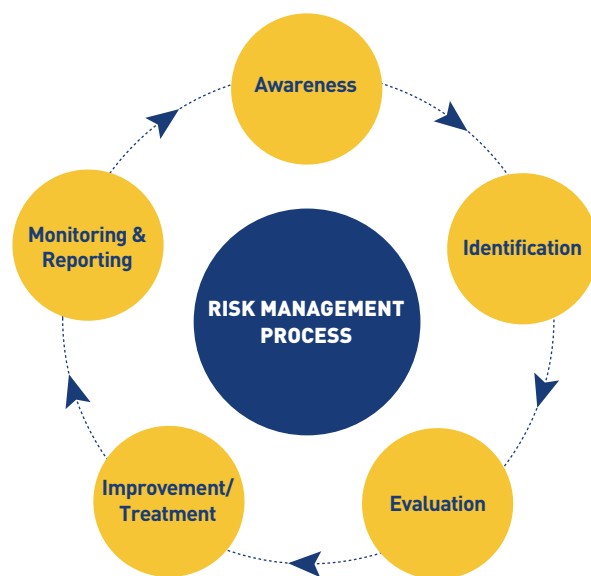 Awareness
Identification
Evaluation
Improvement/
Treatment
Monitoring &
Reporting
RISK MANAGEMENT
PROCESS